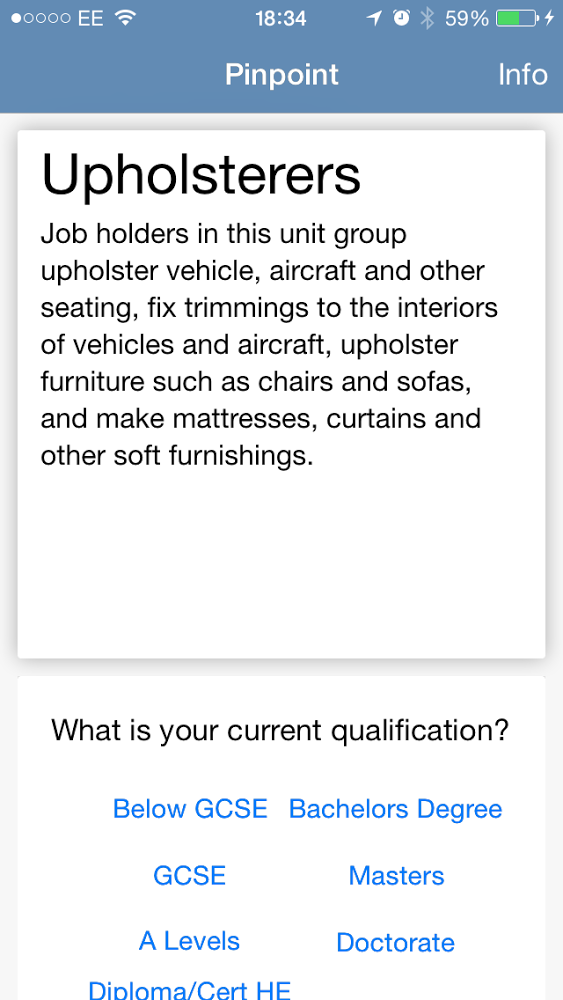 EE 18:34 59%
Pinpoint Info
Upholsterers
Job holders in this unit group
upholster vehicle, aircraft and other
seating, fix trimmings to the interiors
of vehicles and aircraft, upholster
furniture such as chairs and sofas,
and make mattresses, curtains and
other soft furnishings.
What is your current qualification?
Below GCSE Bachelors Degree
GCSE Masters
A Levels Doctorate
Diploma/Cert HE